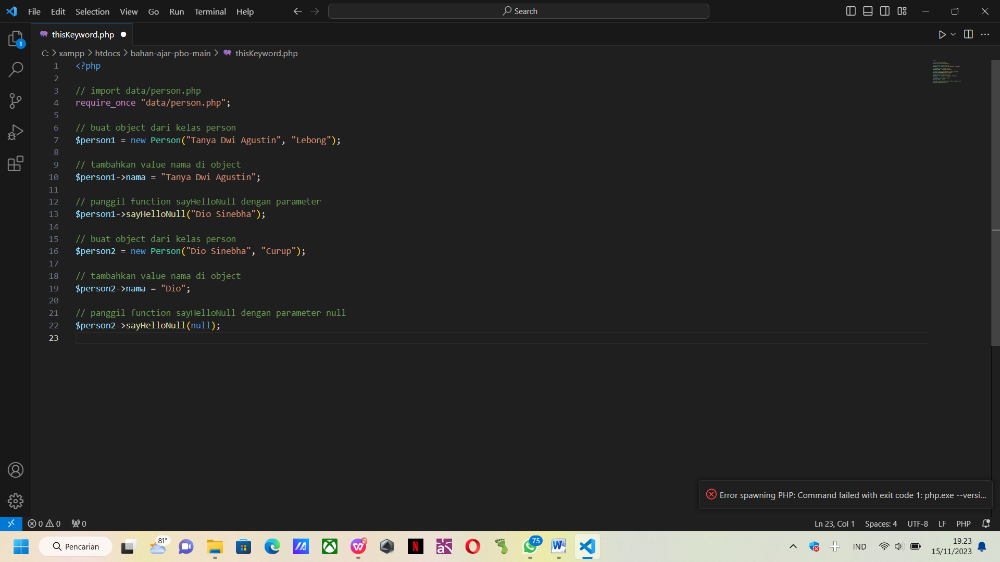 File Edit Selection View Go Run Terminal Help
Search
1
thisKeyword.php
C: > xampp > htdocs > bahan-ajar-pbo-main > thisKeyword.php
1 <?php
2
3 // import data/person.php
4 require_once "data/person.php";
5
6 // buat object dari kelas person
7 $person1 = new Person("Tanya Dwi Agustin", "Lebong");
8
9 // tambahkan value nama di object
10 $person1->nama = "Tanya Dwi Agustin";
11
12 // panggil function sayHelloNull dengan parameter
13 $person1->sayHelloNull("Dio Sinebha");
14
15 // buat object dari kelas person
16 $person2 = new Person("Dio Sinebha", "Curup");
17
18 // tambahkan value nama di object
19 $person2->nama = "Dio";
20
21 // panggil function sayHelloNull dengan parameter null
22 $person2->sayHelloNull(null);
23
Error spawning PHP: Command failed with exit code 1: php.exe --versi...
0 0 0
Ln 23, Col 1 Spaces: 4 UTF-8 LF PHP
Pencarian
81°
75
IND
19.23
15/11/2023